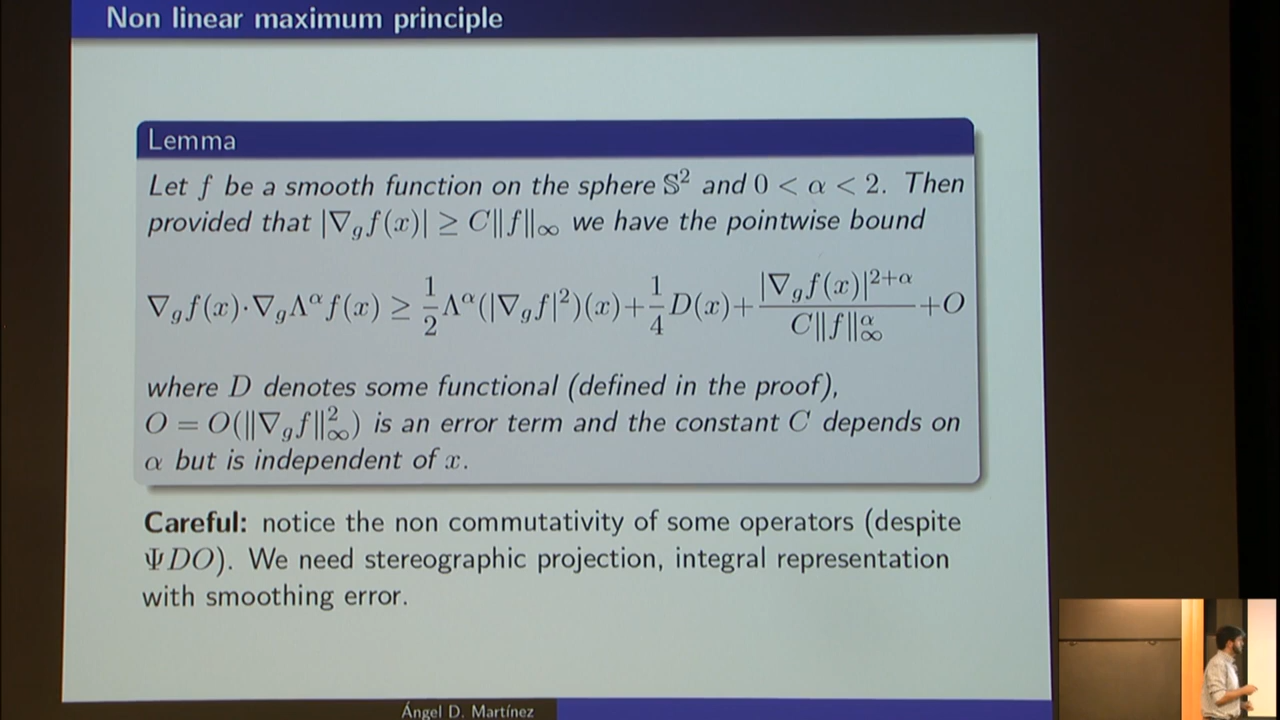 Non linear maximum principle
Lemma
Let f be a smooth function on the sphere 𝕊² and 0 < α < 2. Then
provided that |∇_g f(x)| ≥ C‖f‖_∞ we have the pointwise bound
∇_g f(x)·∇_g Λ^α f(x) ≥ \frac{1}{2} Λ^α(|∇_g f|²)(x) + \frac{1}{4} D(x) + \frac{|∇_g f(x)|^{2+α}}{C‖f‖_∞^α} + O
where D denotes some functional (defined in the proof),
O = O(‖∇_g f‖²_∞) is an error term and the constant C depends on
α but is independent of x.
Careful: notice the non commutativity of some operators (despite
ΨDO). We need stereographic projection, integral representation
with smoothing error.
Ángel D. Martínez